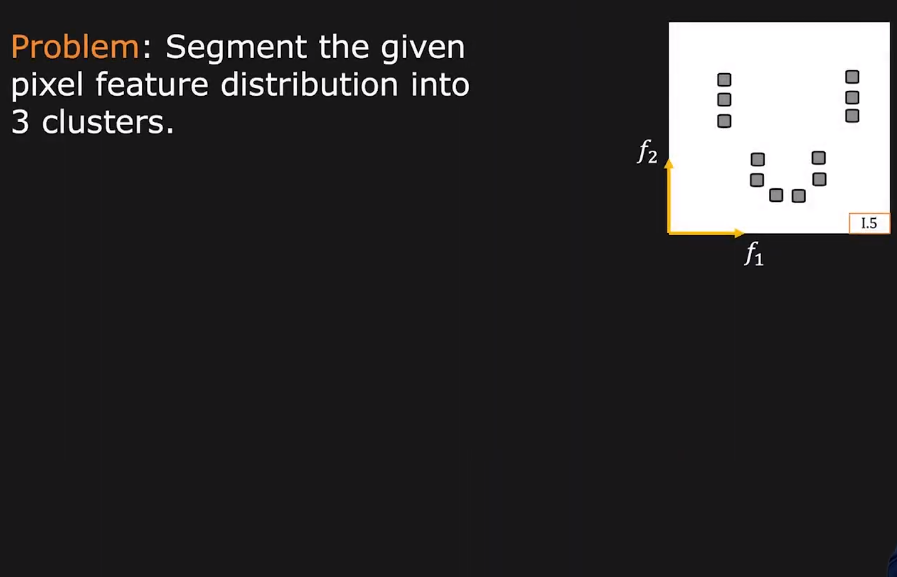 Problem: Segment the given
pixel feature distribution into
3 clusters.
f₂
I.5
f₁